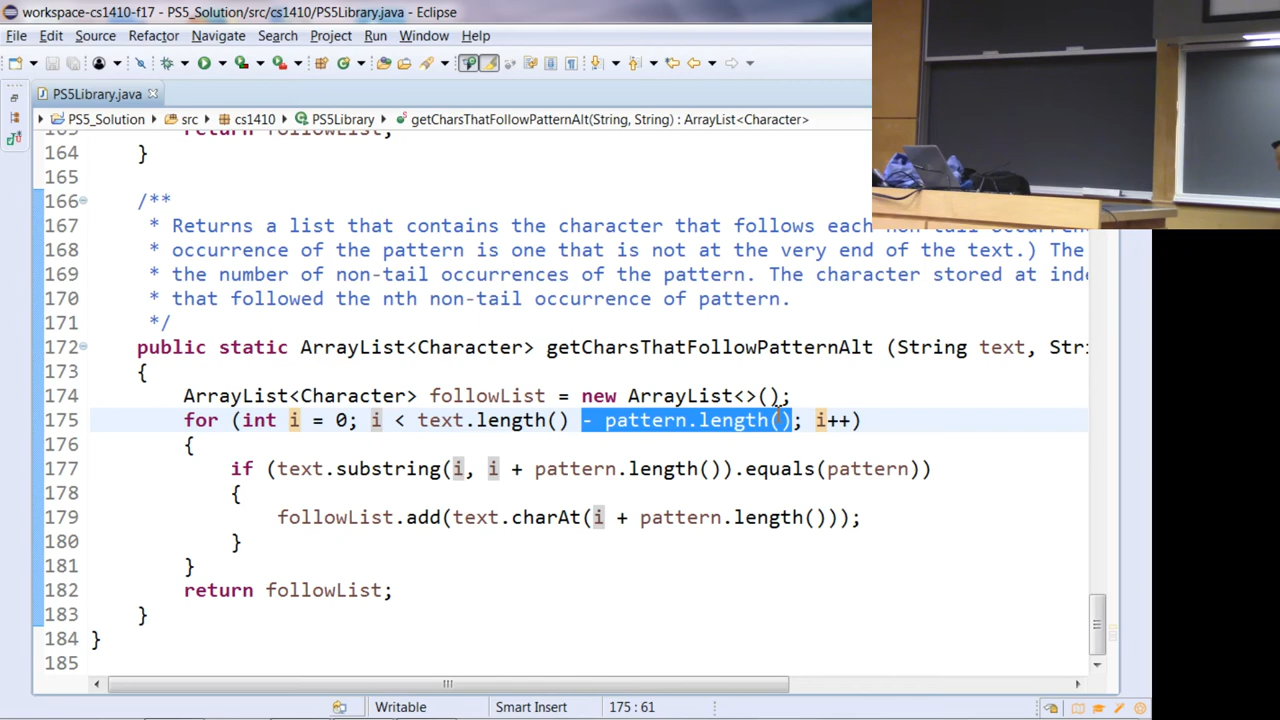 workspace-cs1410-f17 - PS5_Solution/src/cs1410/PS5Library.java - Eclipse
File Edit Source Refactor Navigate Search Project Run Window Help
PS5Library.java
PS5_Solution src cs1410 PS5Library getCharsThatFollowPatternAlt(String, String) : ArrayList<Character>
return followList;
164 }
165
166 /**
167 * Returns a list that contains the character that follows each non-tail
168 * occurrence of the pattern is one that is not at the very end of the text.) The
169 * the number of non-tail occurrences of the pattern. The character stored at
170 * that followed the nth non-tail occurrence of pattern.
171 */
172 public static ArrayList<Character> getCharsThatFollowPatternAlt (String text, Stri
173 {
174 ArrayList<Character> followList = new ArrayList<>();
175 for (int i = 0; i < text.length() - pattern.length(); i++)
176 {
177 if (text.substring(i, i + pattern.length()).equals(pattern))
178 {
179 followList.add(text.charAt(i + pattern.length()));
180 }
181 }
182 return followList;
183 }
184 }
185
Writable Smart Insert 175 : 61